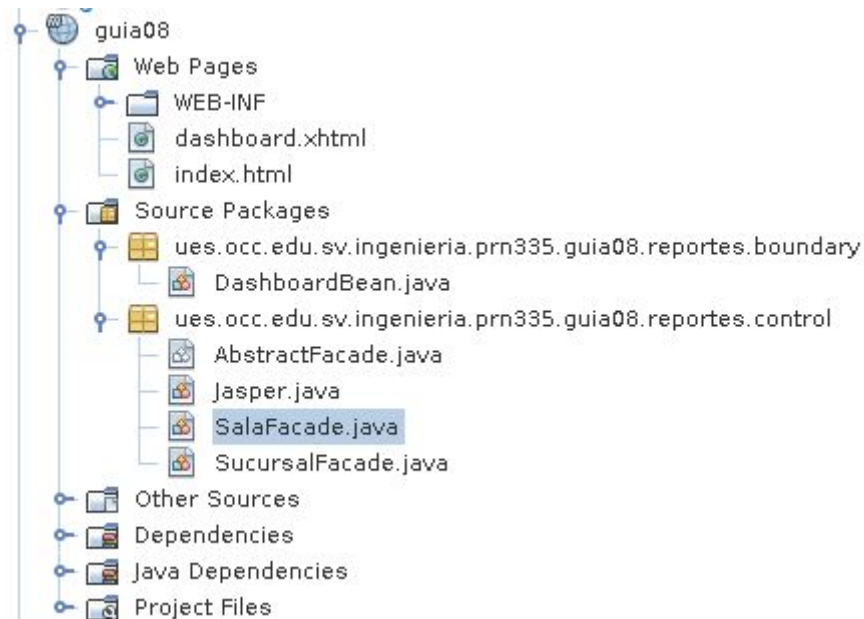 guia08
Web Pages
WEB-INF
dashboard.xhtml
index.html
Source Packages
ues.occ.edu.sv.ingenieria.prn335.guia08.reportes.boundary
DashboardBean.java
ues.occ.edu.sv.ingenieria.prn335.guia08.reportes.control
AbstractFacade.java
Jasper.java
SalaFacade.java
SucursalFacade.java
Other Sources
Dependencies
Java Dependencies
Project Files